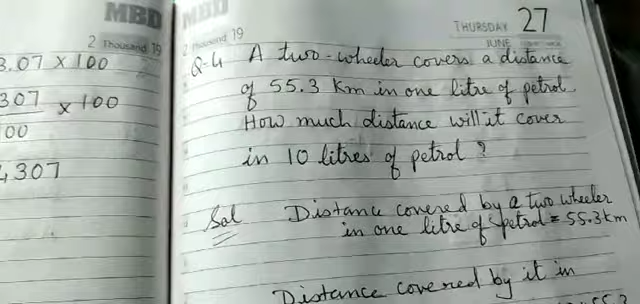 MBD
2 Thousand 19
3.07 x 100
307 x 100
00
4307
MBD
2 Thousand 19
THURSDAY 27
JUNE
Q-4 A two-wheeler covers a distance
of 55.3 km in one litre of petrol.
How much distance will it cover
in 10 litres of petrol?
Sol Distance covered by a two wheeler
in one litre of petrol = 55.3 km
Distance covered by it in